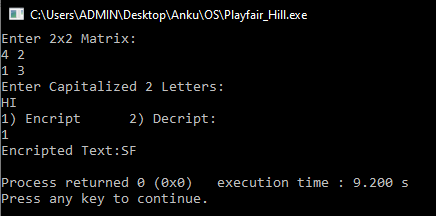 C:\Users\ADMIN\Desktop\Anku\OS\Playfair_Hill.exe
Enter 2x2 Matrix:
4 2
1 3
Enter Capitalized 2 Letters:
HI
1) Encript      2) Decript:
1
Encripted Text:SF
Process returned 0 (0x0)   execution time : 9.200 s
Press any key to continue.